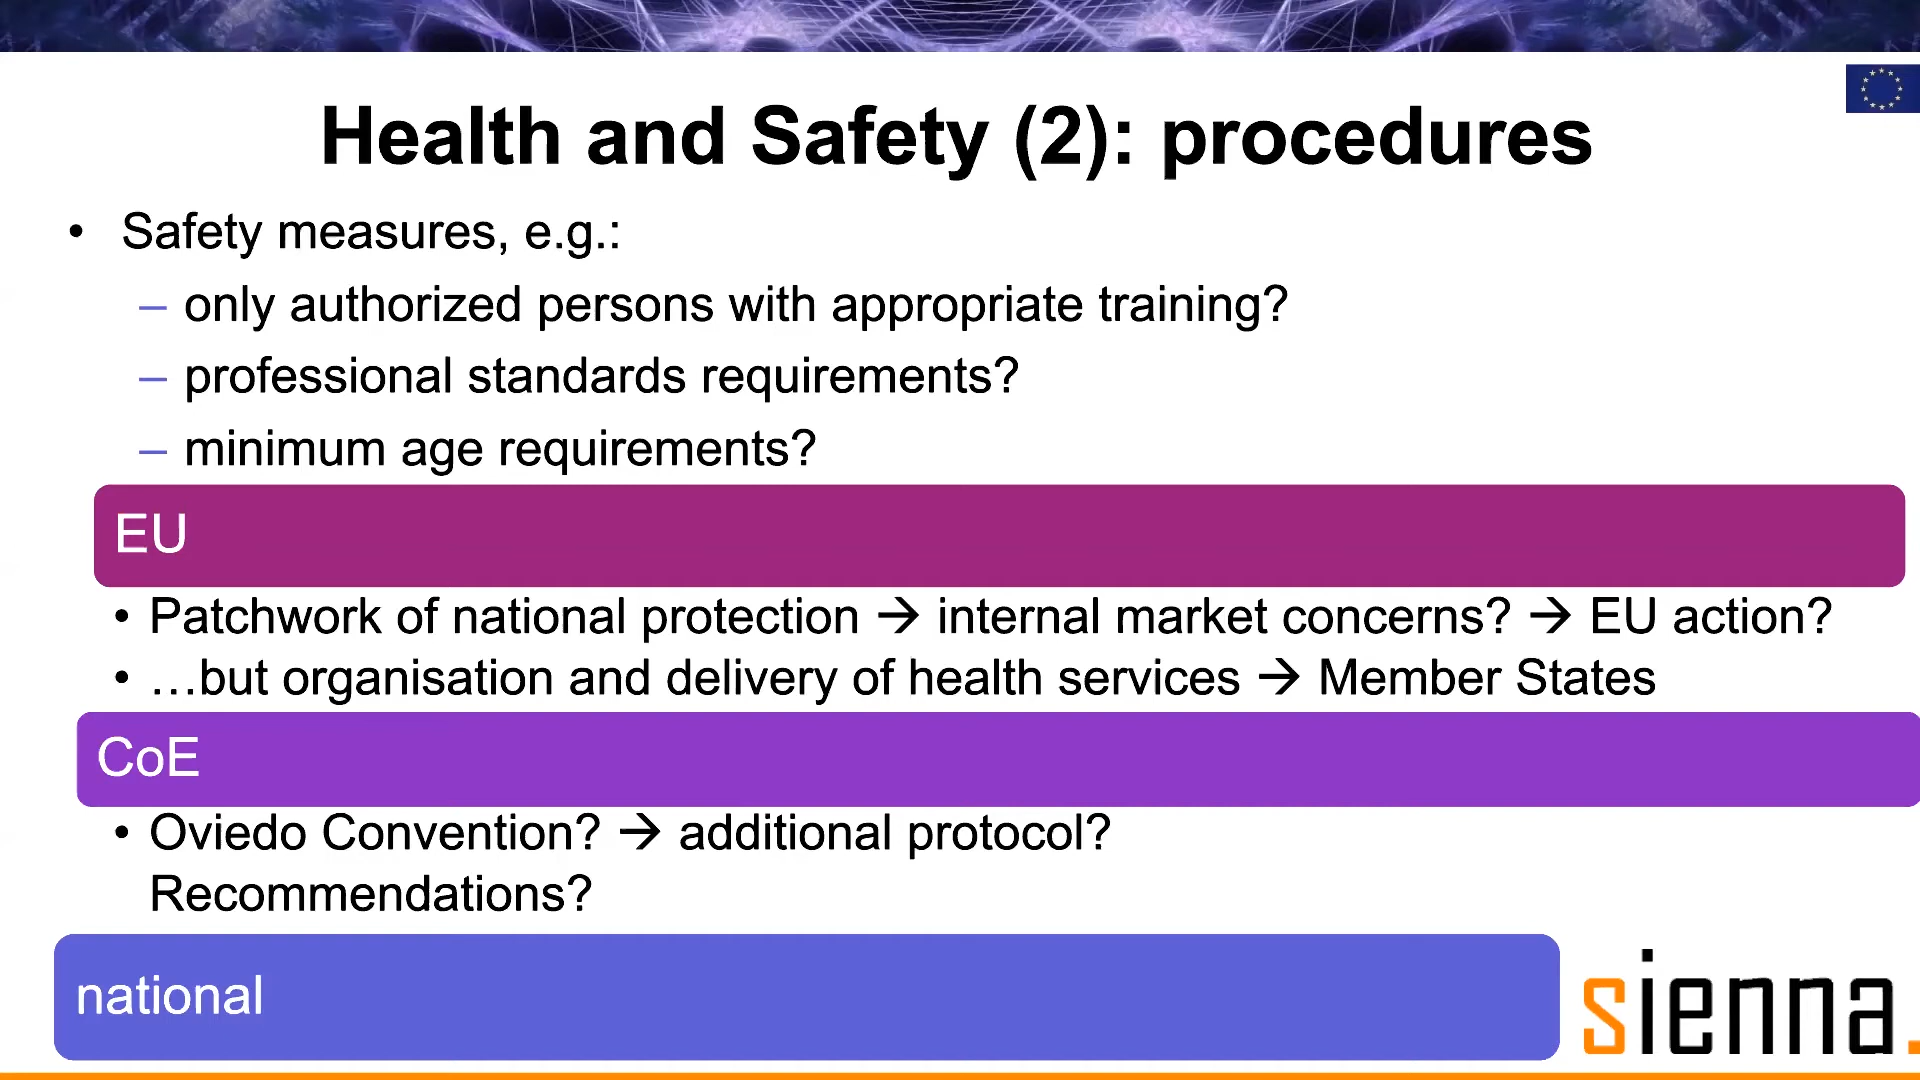 Health and Safety (2): procedures
• Safety measures, e.g.:
– only authorized persons with appropriate training?
– professional standards requirements?
– minimum age requirements?
EU
• Patchwork of national protection → internal market concerns? → EU action?
• …but organisation and delivery of health services → Member States
CoE
• Oviedo Convention? → additional protocol?
Recommendations?
national
sienna.